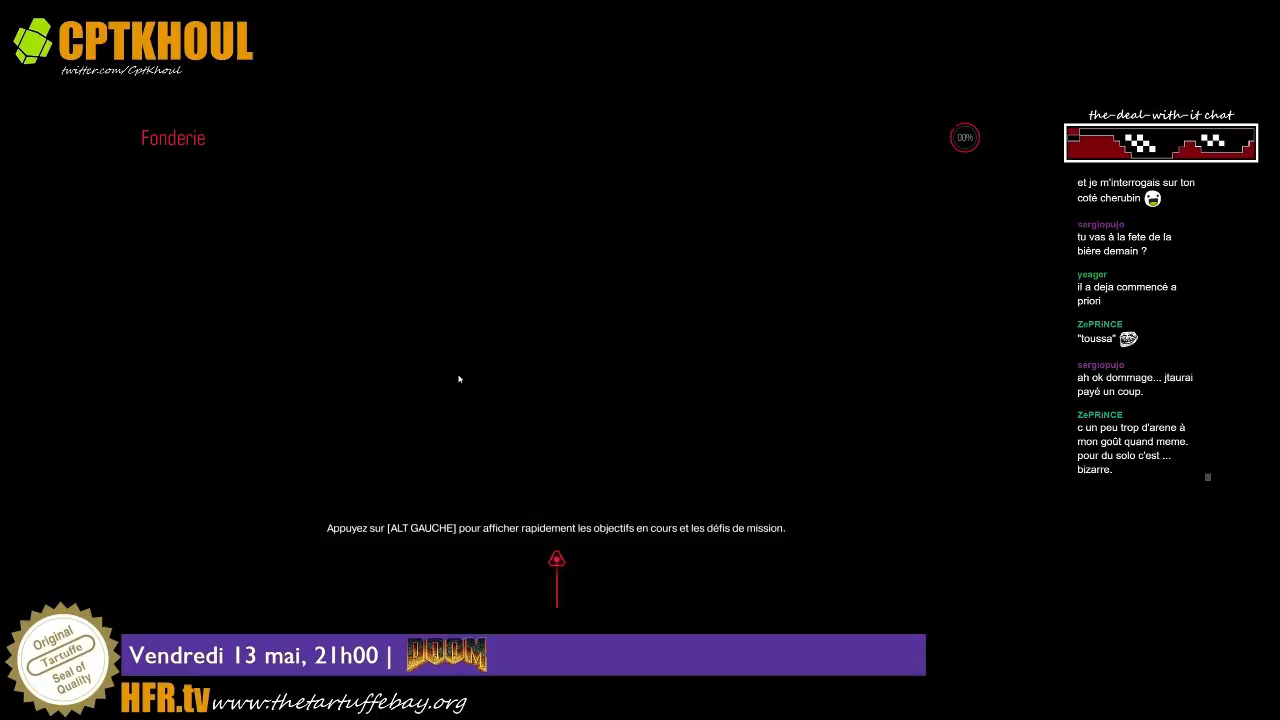 CPTKHOUL
twitter.com/CptKhoul
Fonderie
00%
the-deal-with-it chat
et je m'interrogais sur ton
coté cherubin
sergiopujo
tu vas à la fete de la
bière demain ?
yeager
il a deja commencé a
priori
ZePRiNCE
"toussa"
sergiopujo
ah ok dommage... jtaurai
payé un coup.
ZePRiNCE
c un peu trop d'arene à
mon goût quand meme.
pour du solo c'est ...
bizarre.
Appuyez sur [ALT GAUCHE] pour afficher rapidement les objectifs en cours et les défis de mission.
Original
Tartuffe
Seal of
Quality
Vendredi 13 mai, 21h00 | DOOM
HFR.tv www.thetartuffebay.org